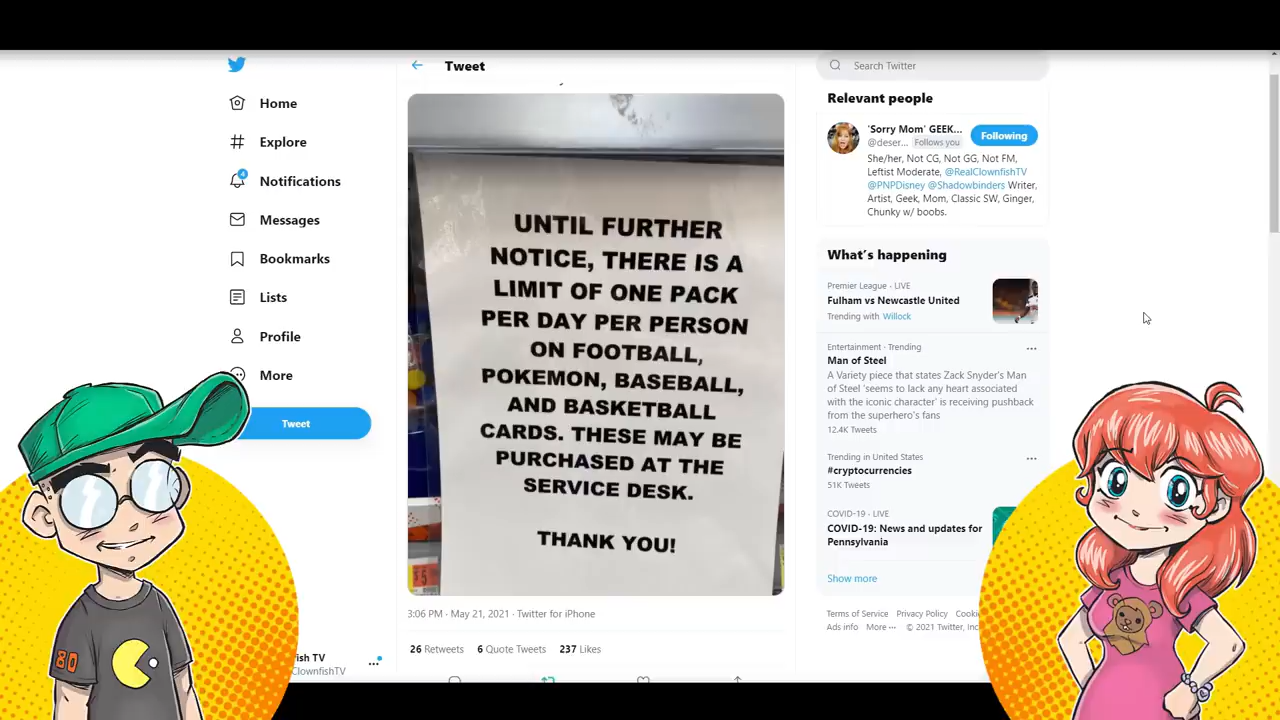 Home
Explore
4
Notifications
Messages
Bookmarks
Lists
Profile
More
Tweet
fish TV
ClownfishTV
80
Tweet
UNTIL FURTHER
NOTICE, THERE IS A
LIMIT OF ONE PACK
PER DAY PER PERSON
ON FOOTBALL,
POKEMON, BASEBALL,
AND BASKETBALL
CARDS. THESE MAY BE
PURCHASED AT THE
SERVICE DESK.
THANK YOU!
$5
3:06 PM · May 21, 2021 · Twitter for iPhone
26 Retweets 6 Quote Tweets 237 Likes
Search Twitter
Relevant people
'Sorry Mom' GEEK...
@deser... Follows you
Following
She/her, Not CG, Not GG, Not FM,
Leftist Moderate, @RealClownfishTV
@PNPDisney @Shadowbinders Writer,
Artist, Geek, Mom, Classic SW, Ginger,
Chunky w/ boobs.
What's happening
Premier League · LIVE
Fulham vs Newcastle United
Trending with Willock
Entertainment · Trending
Man of Steel
A Variety piece that states Zack Snyder's Man
of Steel 'seems to lack any heart associated
with the iconic character' is receiving pushback
from the superhero's fans
12.4K Tweets
Trending in United States
#cryptocurrencies
51K Tweets
COVID-19 · LIVE
COVID-19: News and updates for
Pennsylvania
Show more
Terms of Service Privacy Policy Cookie
Ad info More ··· © 2021 Twitter, Inc